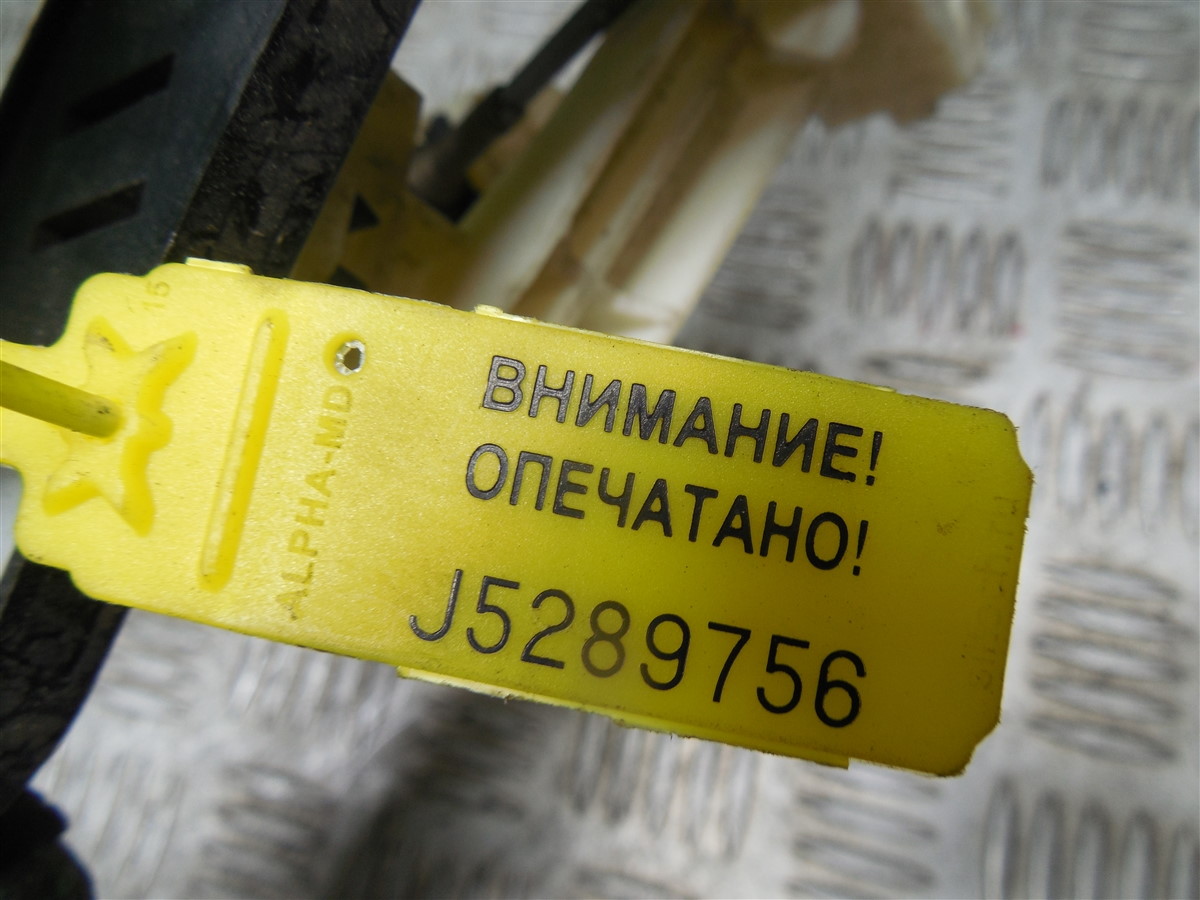 15
ALPHA-MD
ВНИМАНИЕ!
ОПЕЧАТАНО!
J5289756